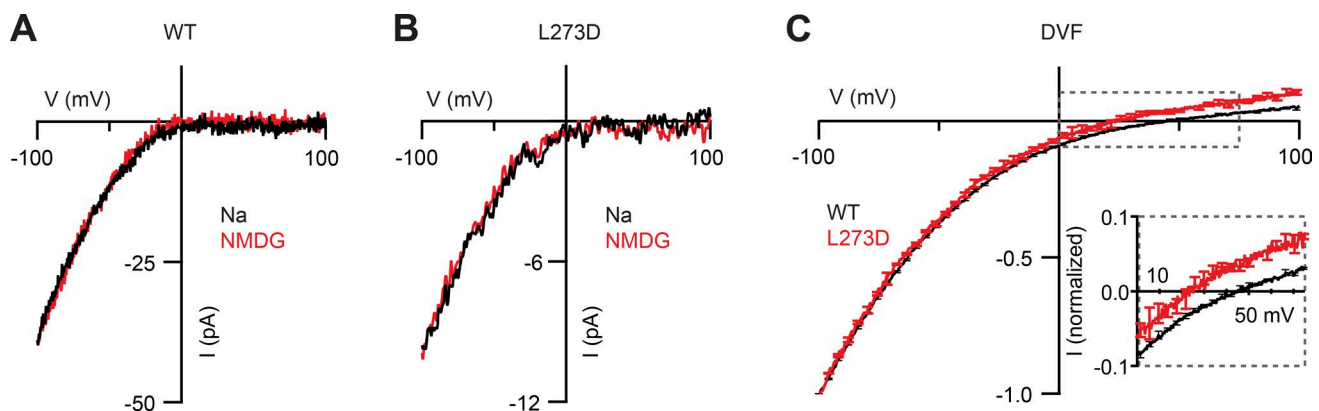 A
WT
V (mV)
-100
100
Na
NMDG
-25
I (pA)
-50
B
L273D
V (mV)
-100
100
Na
NMDG
-6
I (pA)
-12
C
DVF
V (mV)
-100
100
WT
L273D
-0.5
-1.0
I (normalized)
0.1
0.0
-0.1
10
50 mV